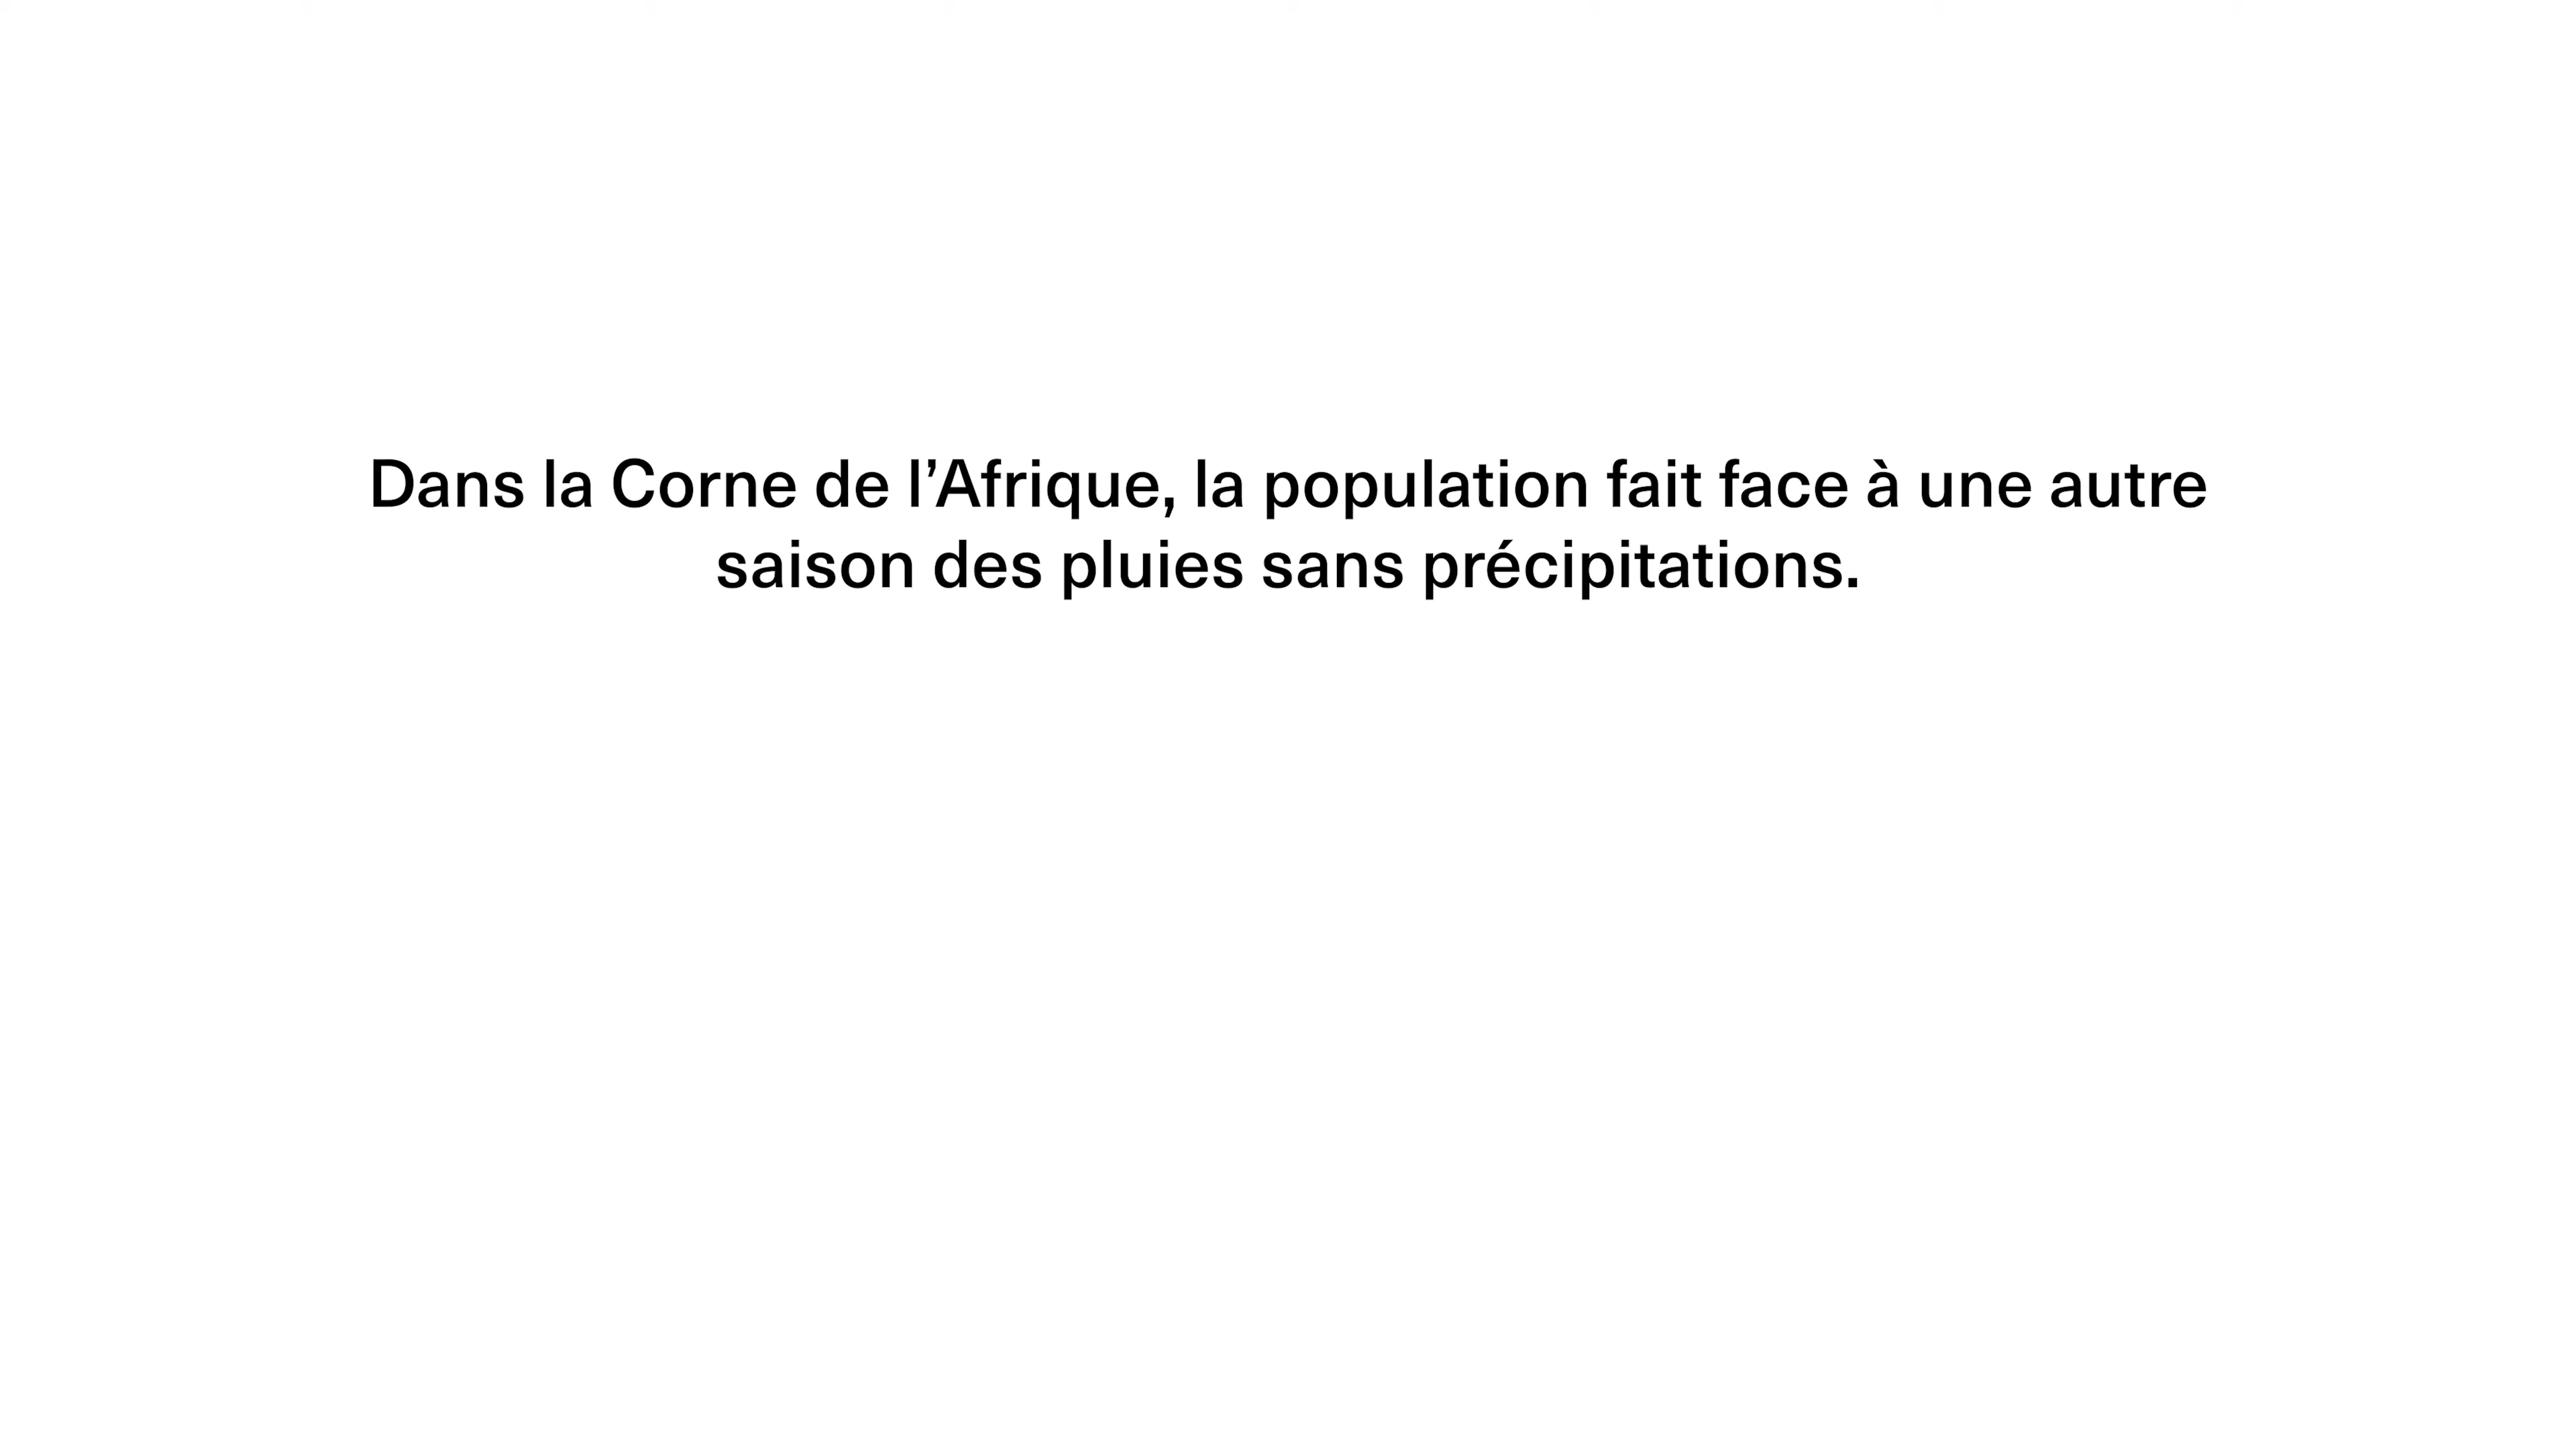 Dans la Corne de l’Afrique, la population fait face à une autre
saison des pluies sans précipitations.